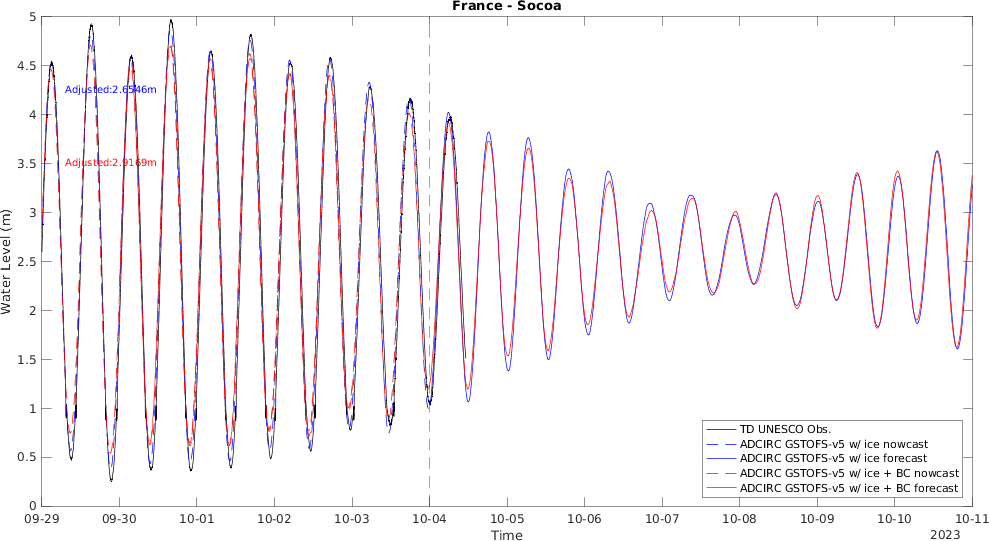 France - Socoa
Water Level (m)
5
4.5
4
3.5
3
2.5
2
1.5
1
0.5
0
Adjusted:2.6546m
Adjusted:2.9169m
TD UNESCO Obs.
ADCIRC GSTOFS-v5 w/ ice nowcast
ADCIRC GSTOFS-v5 w/ ice forecast
ADCIRC GSTOFS-v5 w/ ice + BC nowcast
ADCIRC GSTOFS-v5 w/ ice + BC forecast
09-29 09-30 10-01 10-02 10-03 10-04 10-05 10-06 10-07 10-08 10-09 10-10 10-11
Time
2023